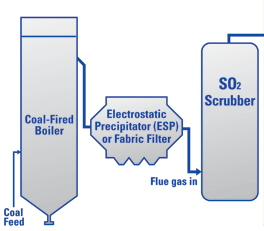 Coal-Fired
Boiler
Electrostatic
Precipitator (ESP)
or Fabric Filter
SO₂
Scrubber
Flue gas in
Coal
Feed